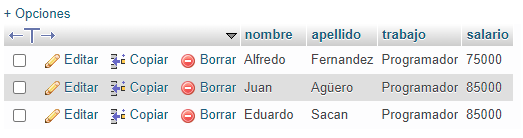 + Opciones
nombre apellido trabajo salario
Editar Copiar Borrar Alfredo Fernandez Programador 75000
Editar Copiar Borrar Juan Agüero Programador 85000
Editar Copiar Borrar Eduardo Sacan Programador 85000